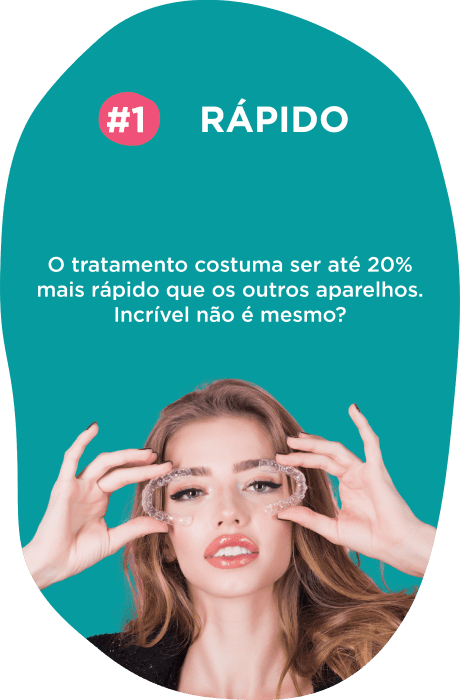 #1 RÁPIDO
O tratamento costuma ser até 20%
mais rápido que os outros aparelhos.
Incrível não é mesmo?